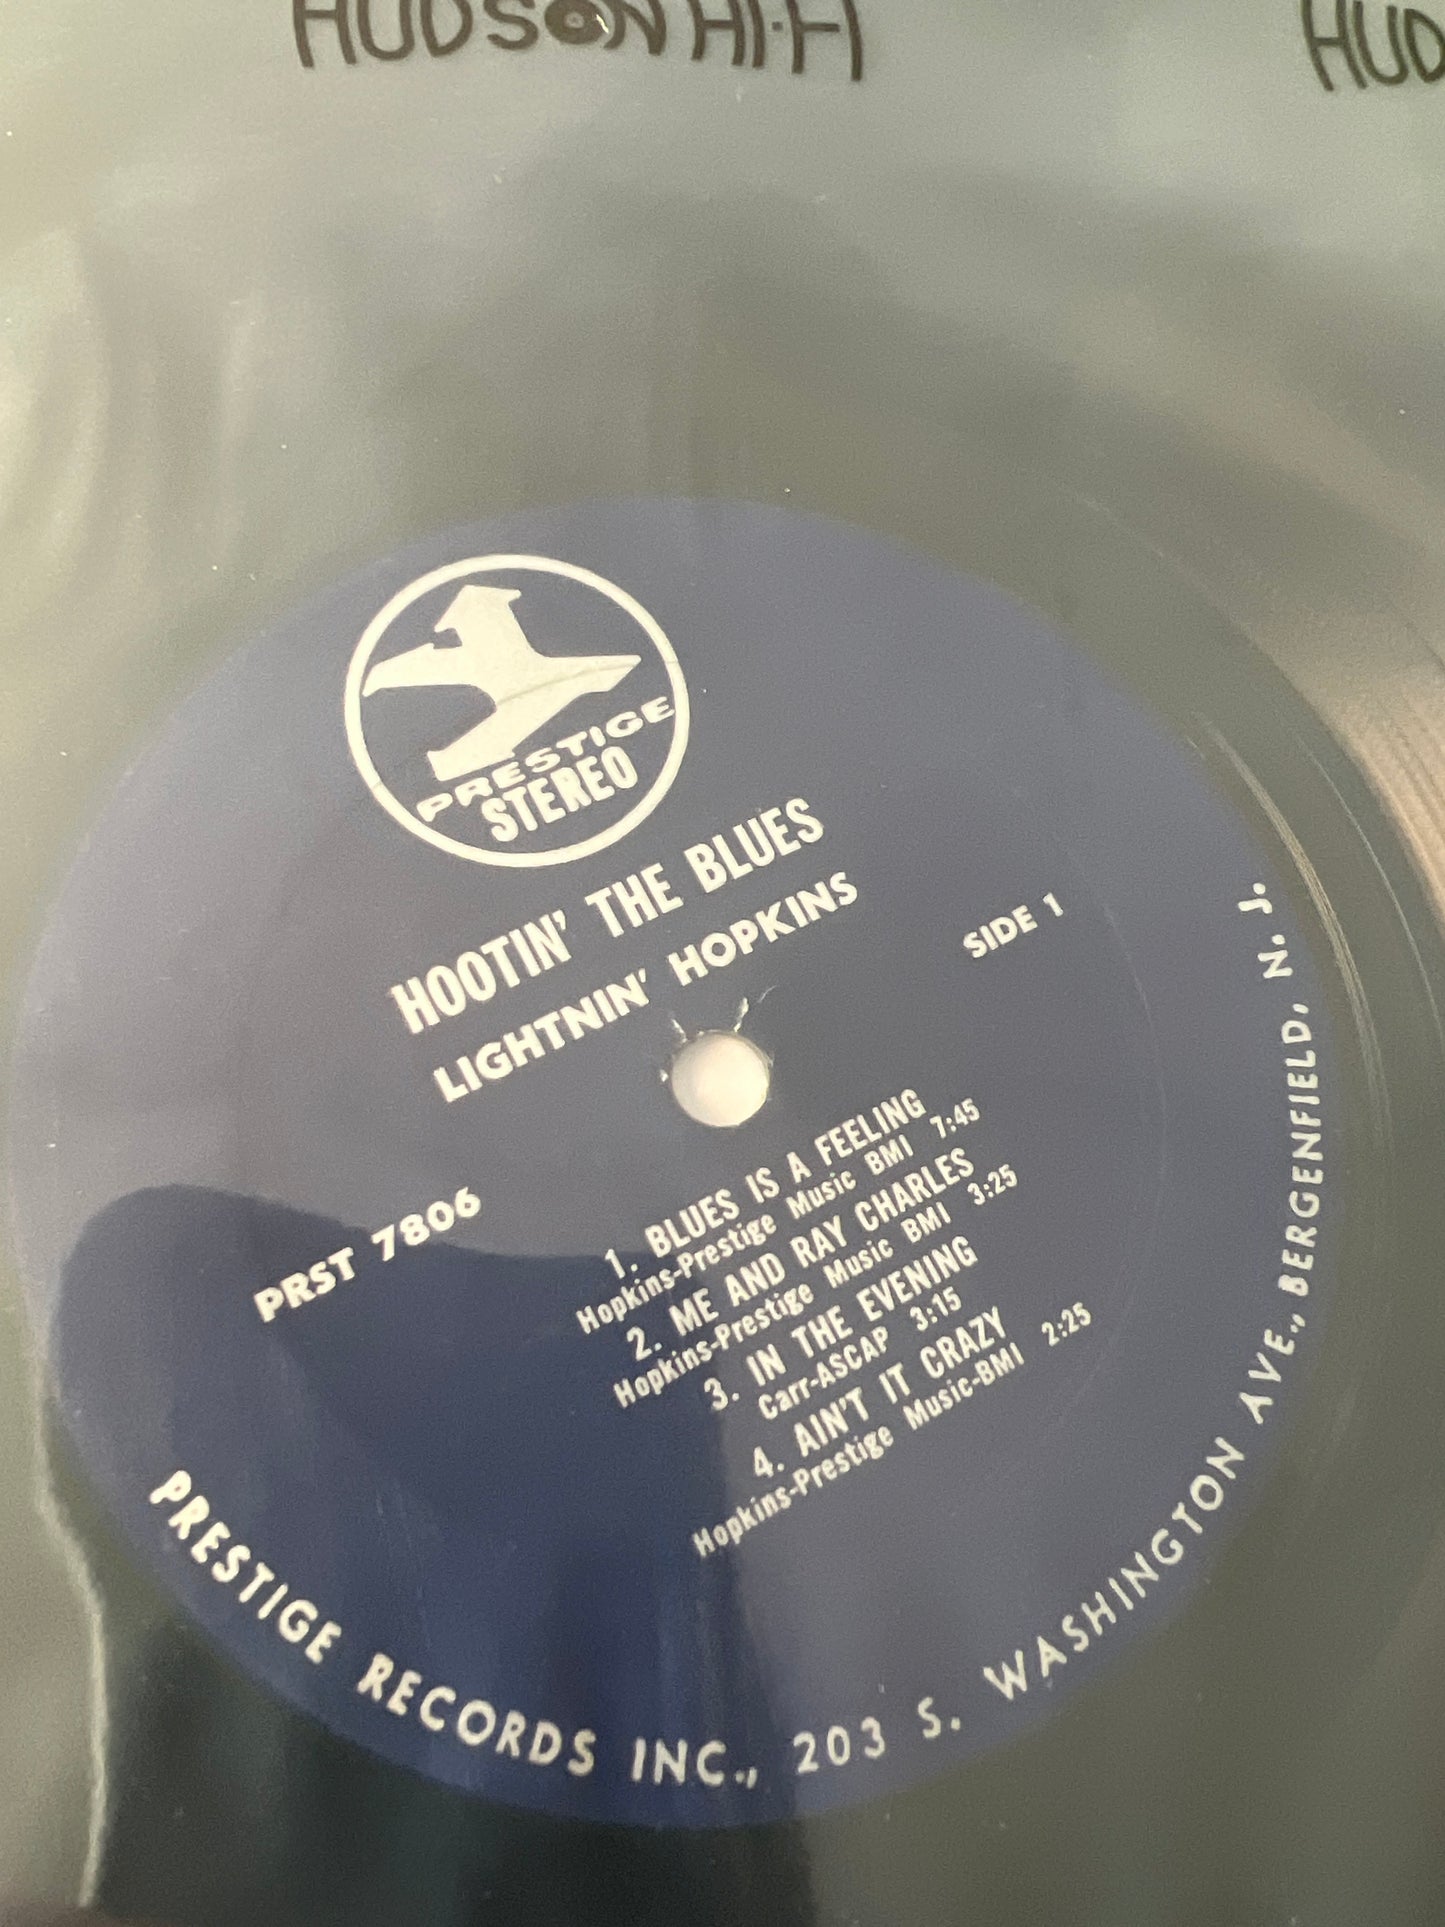 HUDSON HI-FI
HUD
PRESTIGE
STEREO
HOOTIN' THE BLUES
LIGHTNIN' HOPKINS
SIDE 1
PRST 7806
1. BLUES IS A FEELING
Hopkins-Prestige Music BMI 7:45
2. ME AND RAY CHARLES
Hopkins-Prestige Music BMI 3:25
3. IN THE EVENING
Carr-ASCAP 3:15
4. AIN'T IT CRAZY
Hopkins-Prestige Music-BMI 2:25
PRESTIGE RECORDS INC., 203 S. WASHINGTON AVE., BERGENFIELD, N. J.